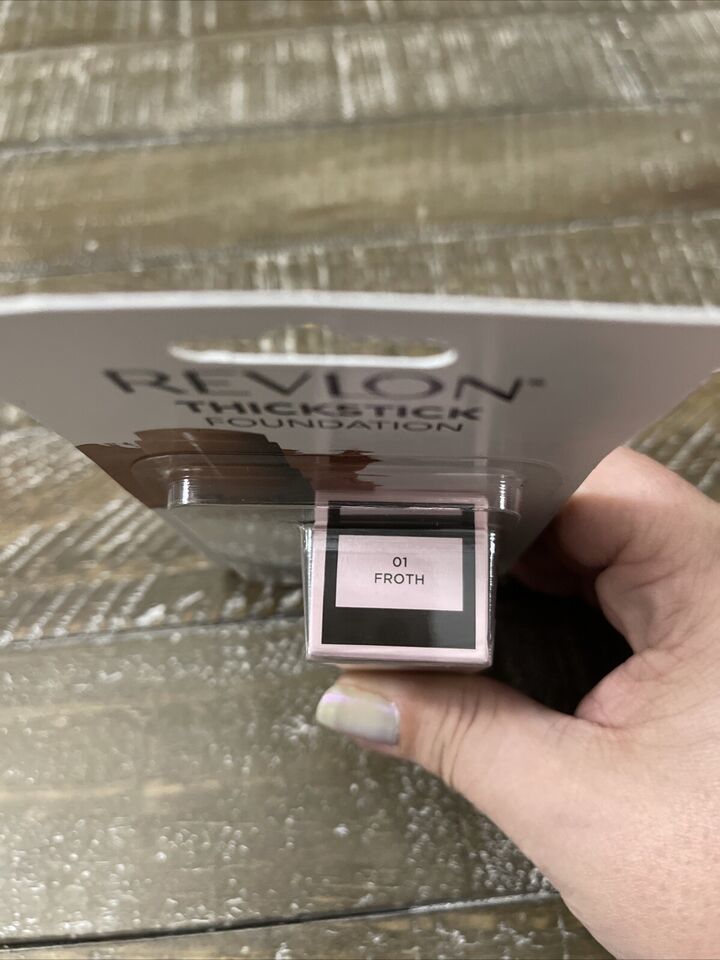 REVLON®
THICKSTICK
FOUNDATION
01
FROTH